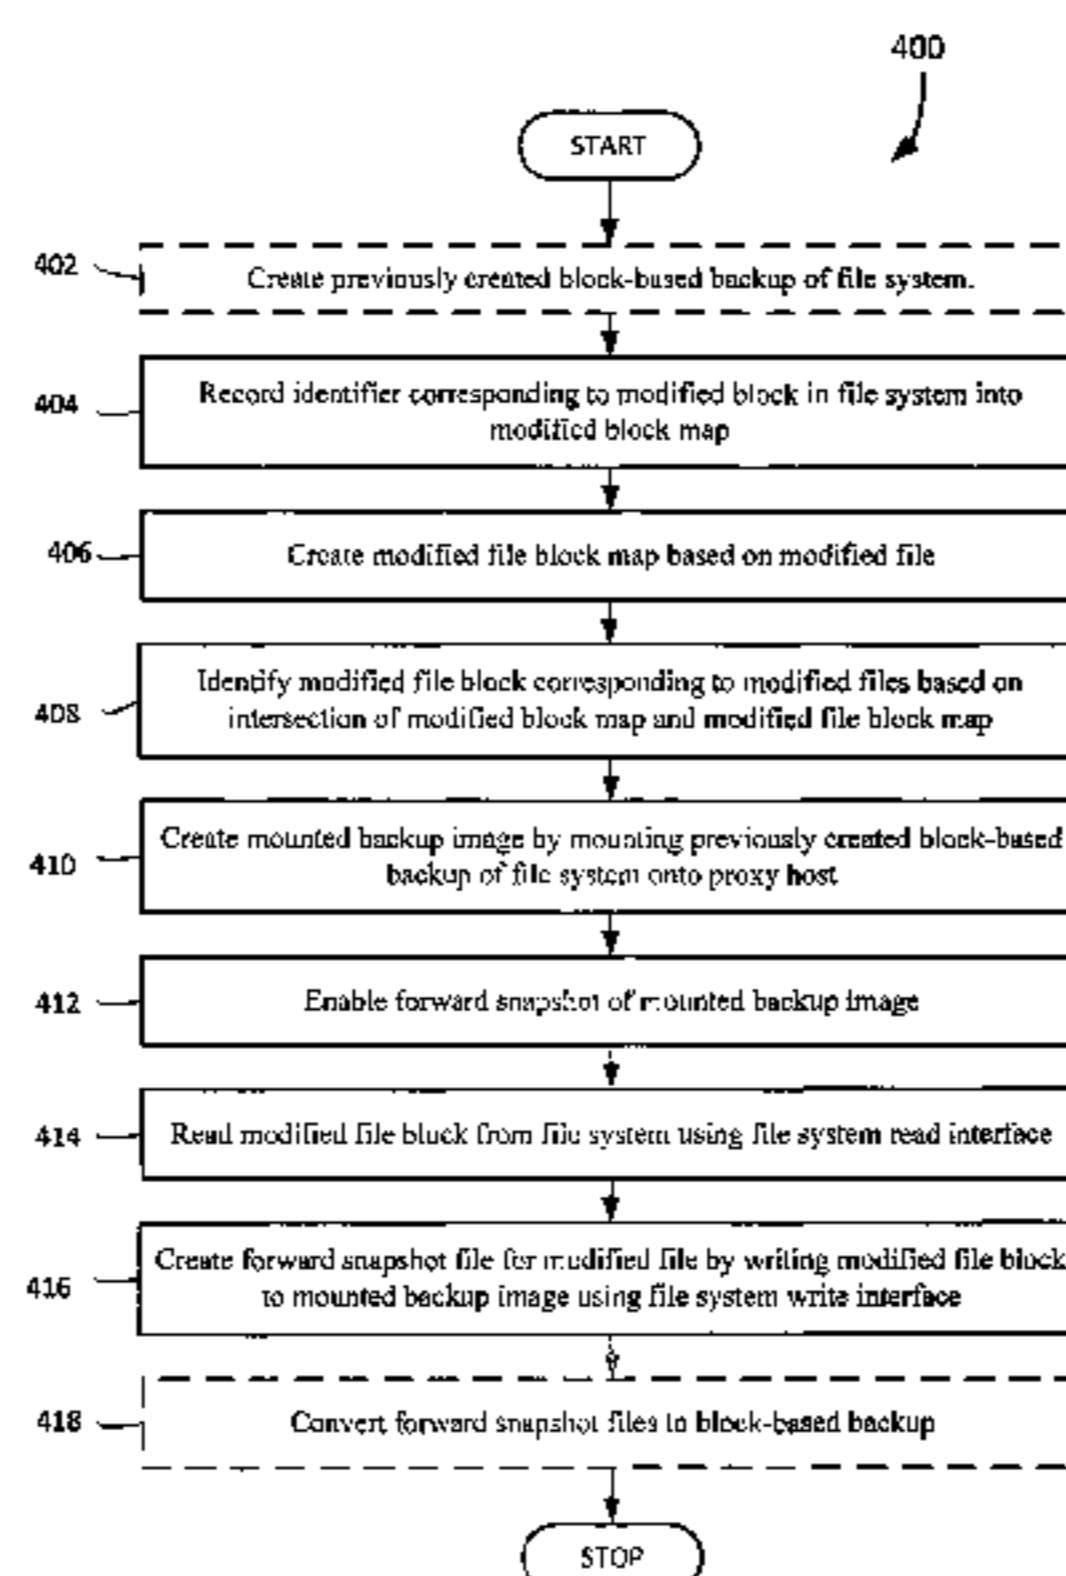 400
START
402
Create previously created block-based backup of file system.
404
Record identifier corresponding to modified block in file system into
modified block map
406
Create modified file block map based on modified file
408
Identify modified file block corresponding to modified files based on
intersection of modified block map and modified file block map
410
Create mounted backup image by mounting previously created block-based
backup of file system onto proxy host
412
Enable forward snapshot of mounted backup image
414
Read modified file block from file system using file system read interface
416
Create forward snapshot file for modified file by writing modified file block
to mounted backup image using file system write interface
418
Convert forward snapshot files to block-based backup
STOP